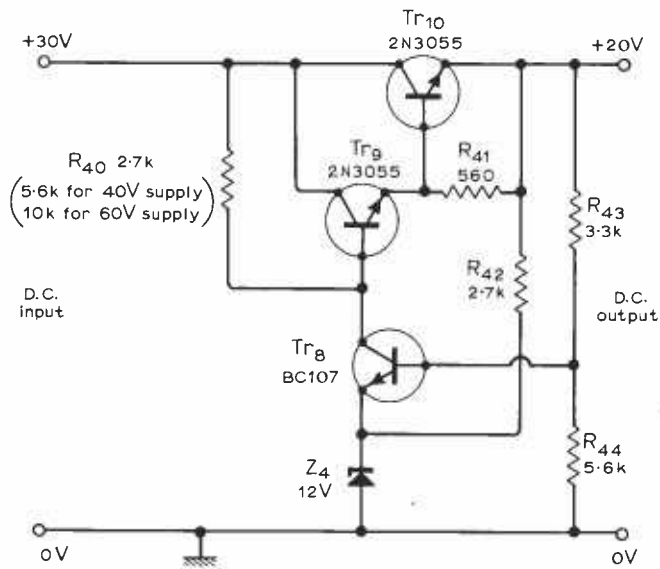 Tr10
2N3055
+30V
+20V
R40 2.7k
(5.6k for 40V supply)
(10k for 60V supply)
Tr9
2N3055
R41
560
R43
3.3k
R42
2.7k
D.C.
input
D.C.
output
Tr8
BC107
R44
5.6k
Z4
12V
0V
0V